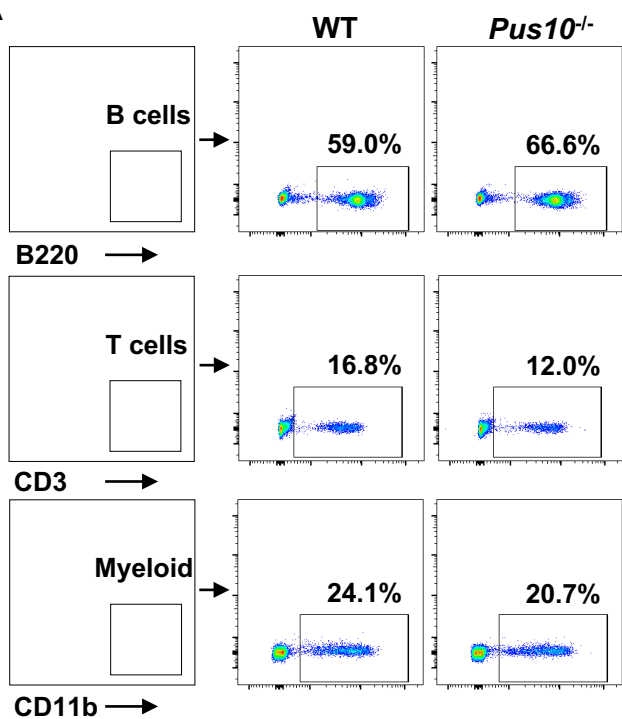 WT Pus10-/-
B cells
59.0% 66.6%
B220
T cells
16.8% 12.0%
CD3
Myeloid
24.1% 20.7%
CD11b